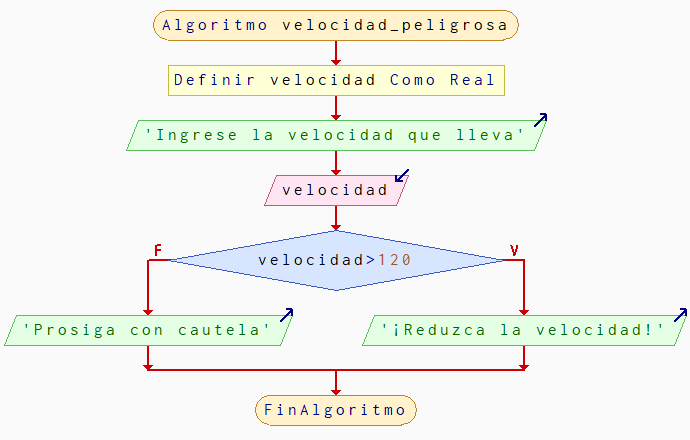 Algoritmo velocidad_peligrosa
Definir velocidad Como Real
'Ingrese la velocidad que lleva'
velocidad
F
V
velocidad>120
'Prosiga con cautela'
'¡Reduzca la velocidad!'
FinAlgoritmo